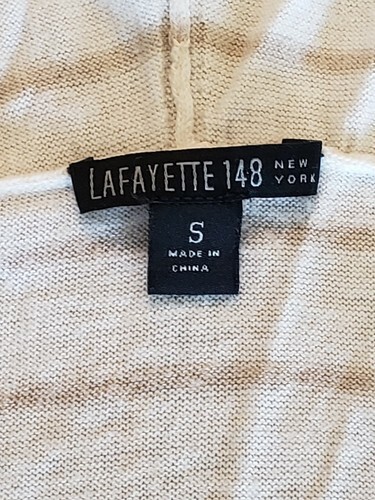 LAFAYETTE 148 NEW YORK
S
MADE IN
CHINA